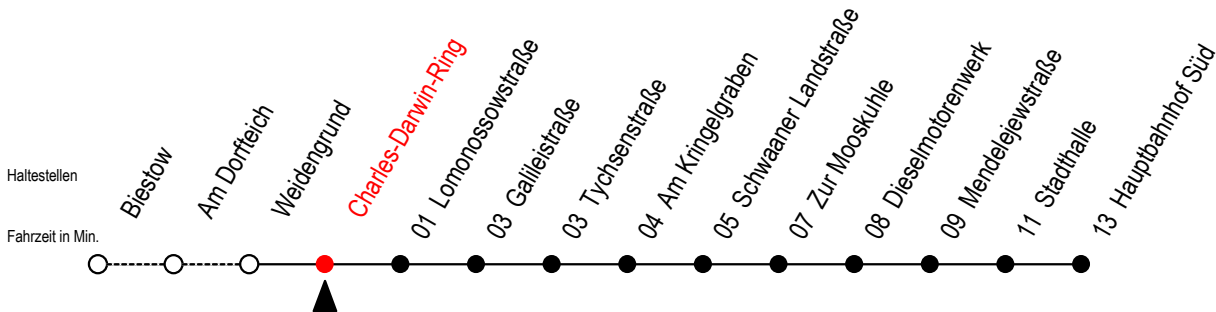 Haltestellen
Fahrzeit in Min.
Biestow
Am Dorfteich
Weidengrund
Charles-Darwin-Ring
01 Lomonossowstraße
03 Galileistraße
03 Tychsenstraße
04 Am Kringelgraben
05 Schwaaner Landstraße
07 Zur Mooskuhle
08 Dieselmotorenwerk
09 Mendelejewstraße
11 Stadthalle
13 Hauptbahnhof Süd